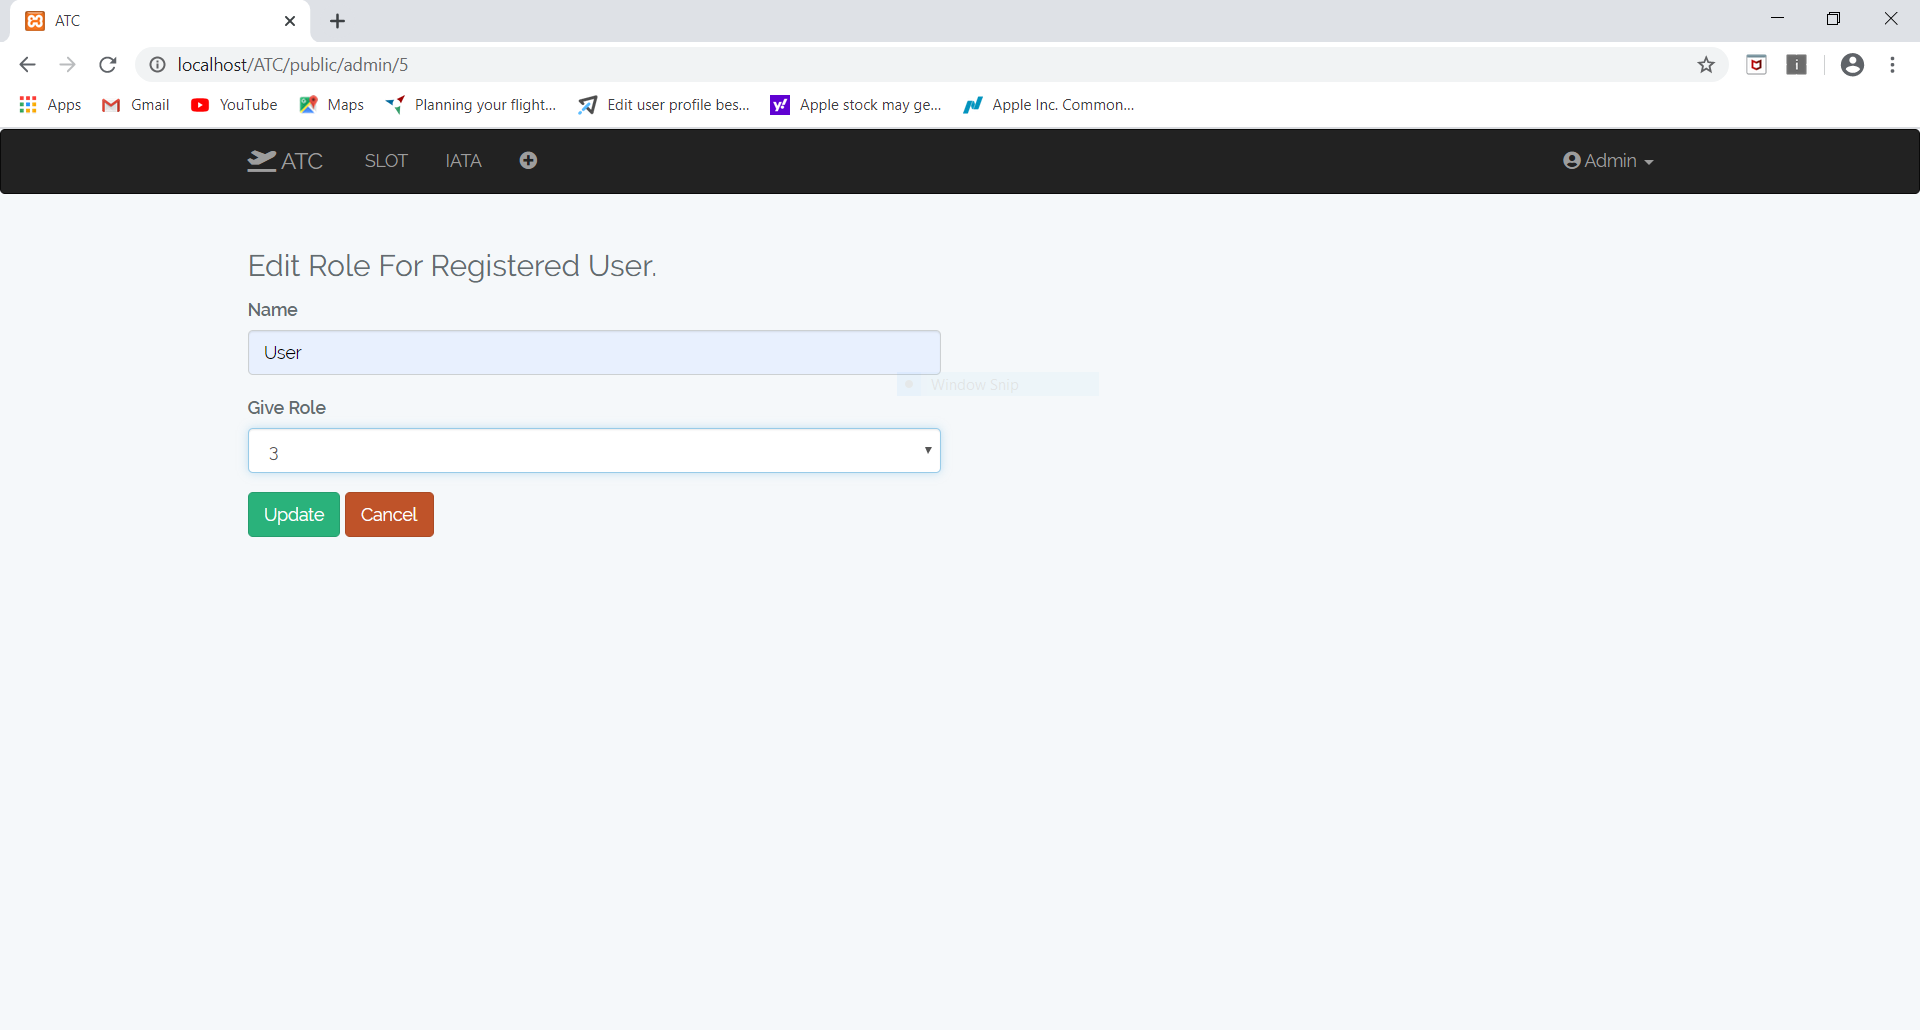 ATC
localhost/ATC/public/admin/5
Apps Gmail YouTube Maps Planning your flight... Edit user profile bes... Apple stock may ge... Apple Inc. Common...
ATC SLOT IATA Admin
Edit Role For Registered User.
Name
User
Window Snip
Give Role
3
Update Cancel